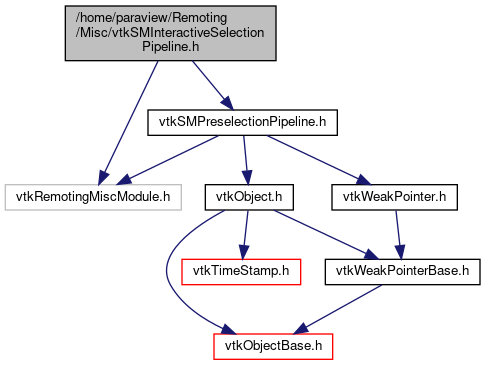 /home/paraview/Remoting
/Misc/vtkSMInteractiveSelection
Pipeline.h
vtkSMPreselectionPipeline.h
vtkRemotingMiscModule.h
vtkObject.h
vtkWeakPointer.h
vtkTimeStamp.h
vtkWeakPointerBase.h
vtkObjectBase.h